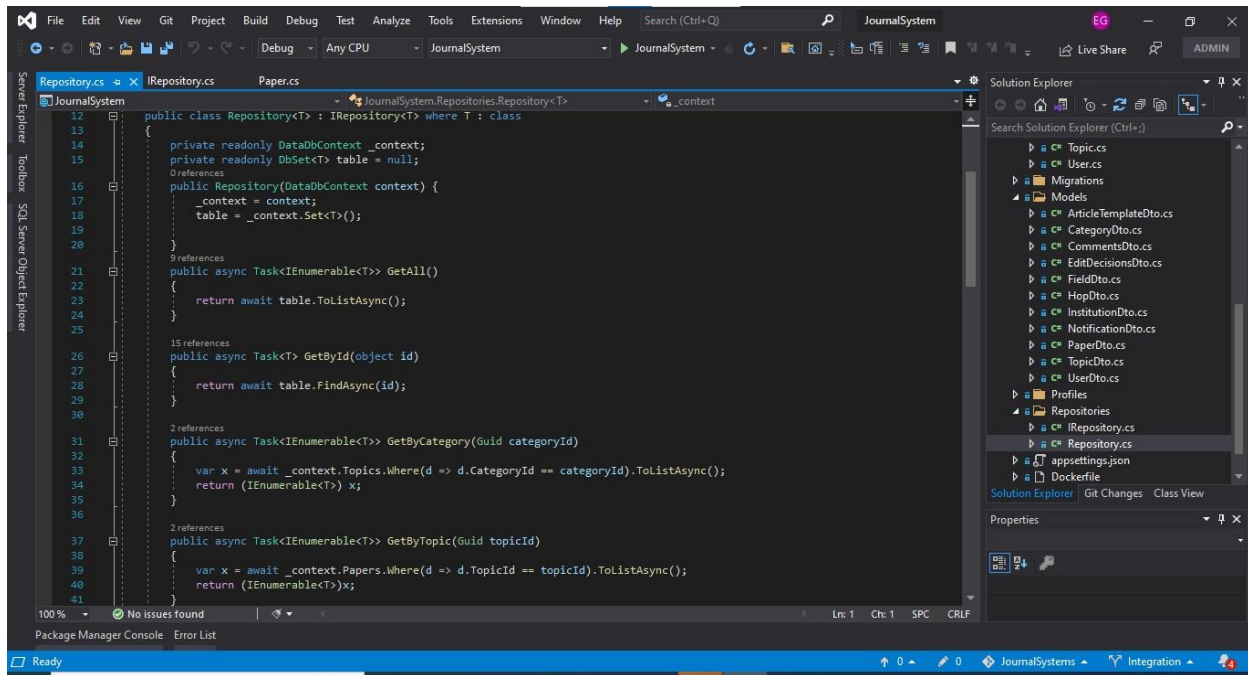 File Edit View Git Project Build Debug Test Analyze Tools Extensions Window Help Search (Ctrl+Q) JournalSystem EG
Debug Any CPU JournalSystem JournalSystem Live Share ADMIN
Server Explorer
Toolbox
SQL Server Object Explorer
Repository.cs IRepository.cs Paper.cs
JournalSystem JournalSystem.Repositories.Repository<T> _context
12 public class Repository<T> : IRepository<T> where T : class
13 {
14 private readonly DataDbContext _context;
15 private readonly DbSet<T> table = null;
0 references
16 public Repository(DataDbContext context) {
17 _context = context;
18 table = _context.Set<T>();
19
20 }
9 references
21 public async Task<IEnumerable<T>> GetAll()
22 {
23 return await table.ToListAsync();
24 }
25
15 references
26 public async Task<T> GetById(object id)
27 {
28 return await table.FindAsync(id);
29 }
30
2 references
31 public async Task<IEnumerable<T>> GetByCategory(Guid categoryId)
32 {
33 var x = await _context.Topics.Where(d => d.CategoryId == categoryId).ToListAsync();
34 return (IEnumerable<T>) x;
35 }
36
2 references
37 public async Task<IEnumerable<T>> GetByTopic(Guid topicId)
38 {
39 var x = await _context.Papers.Where(d => d.TopicId == topicId).ToListAsync();
40 return (IEnumerable<T>)x;
41 }
100 % No issues found Ln: 1 Ch: 1 SPC CRLF
Package Manager Console Error List
Solution Explorer
Search Solution Explorer (Ctrl+;)
C# Topic.cs
C# User.cs
Migrations
Models
C# ArticleTemplateDto.cs
C# CategoryDto.cs
C# CommentsDto.cs
C# EditDecisionsDto.cs
C# FieldDto.cs
C# HopDto.cs
C# InstitutionDto.cs
C# NotificationDto.cs
C# PaperDto.cs
C# TopicDto.cs
C# UserDto.cs
Profiles
Repositories
C# IRepository.cs
C# Repository.cs
appsettings.json
Dockerfile
Solution Explorer Git Changes Class View
Properties
Ready 0 0 JournalSystems Integration 4